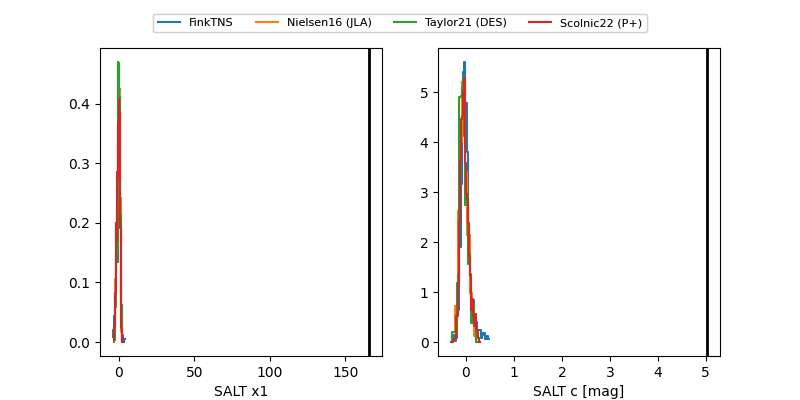 FinkTNS Nielsen16 (JLA) Taylor21 (DES) Scolnic22 (P+)
0.4
0.3
0.2
0.1
0.0
0 50 100 150
SALT x1
5
4
3
2
1
0
0 1 2 3 4 5
SALT c [mag]